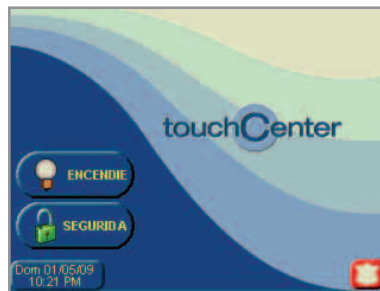 touchCenter
ENCENDIE
SEGURIDA
Dom 01/05/09
10:21 PM